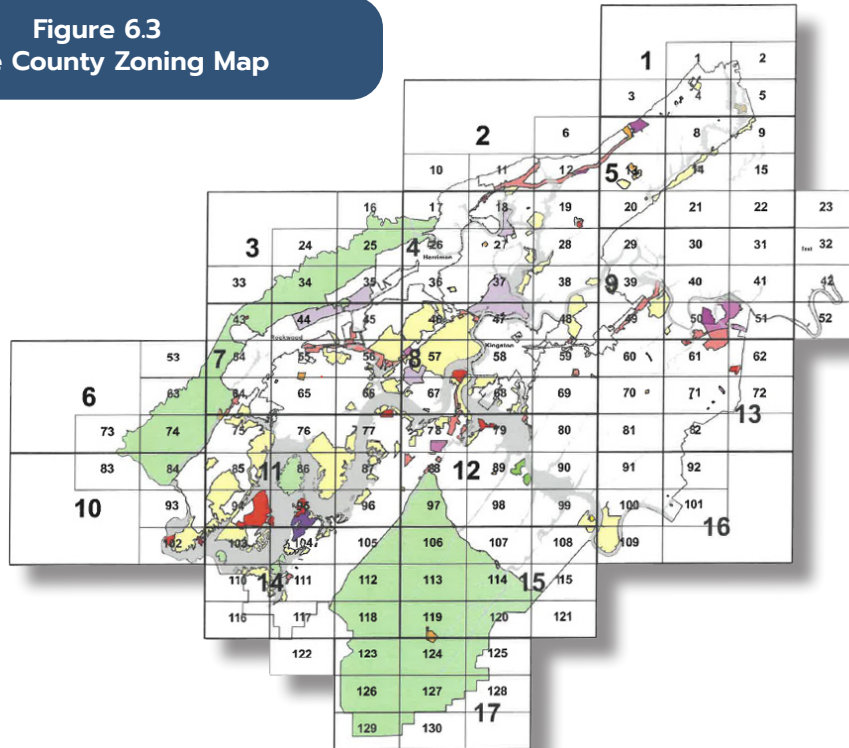 Figure 6.3
e County Zoning Map
1 1 2
3 4 5
2 6 8 9
10 11 12 5 14 15
16 17 18 19 20 21 22 23
3 24 25 4 26 27 28 29 30 31 32
Harriman
33 34 35 36 37 38 9 39 40 41 42
43 44 45 46 47 48 49 50 51 52
Rockwood Kingston
53 7 54 55 56 8 57 58 59 60 61 62
6 63 64 65 66 67 68 69 70 71 72
13
73 74 75 76 77 78 79 80 81 82
83 84 85 11 86 87 88 12 89 90 91 92
10 93 94 95 96 97 98 99 100 101
16
102 103 104 105 106 107 108 109
110 14 111 112 113 114 15 115
116 117 118 119 120 121
122 123 124 125
126 127 128
17
129 130